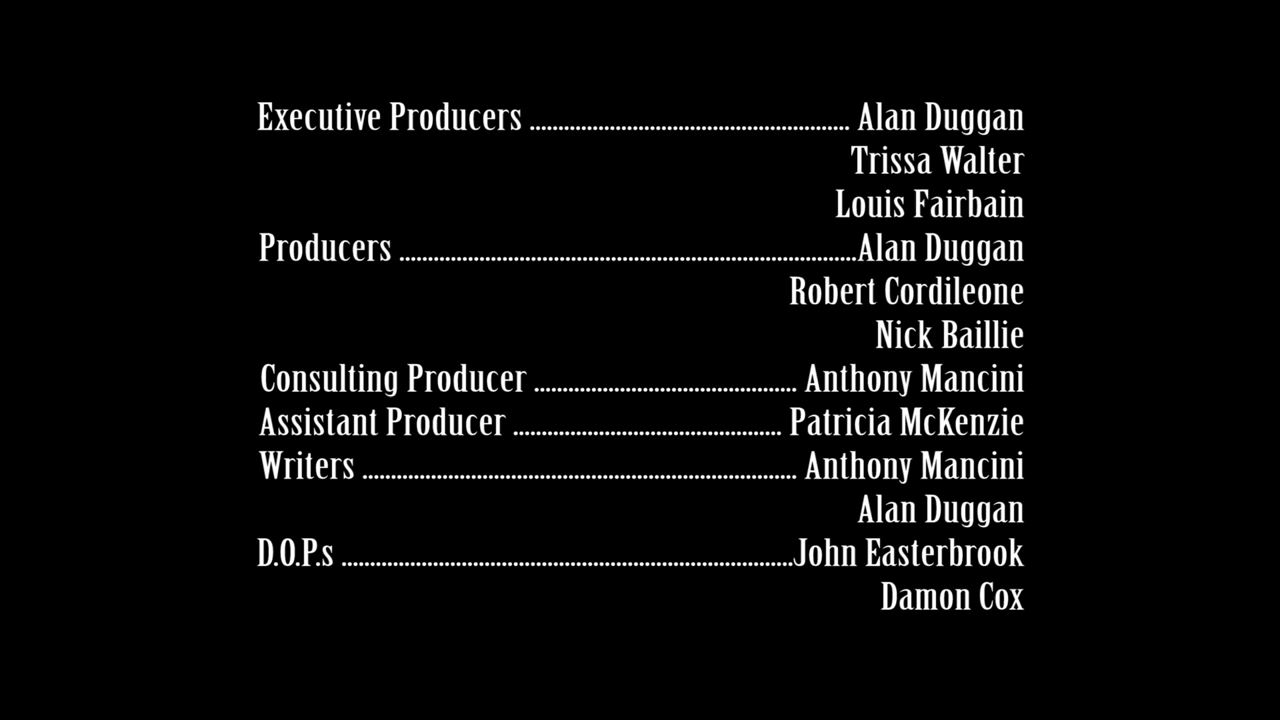 Executive Producers ........................................................ Alan Duggan
Trissa Walter
Louis Fairbain
Producers ................................................................................Alan Duggan
Robert Cordileone
Nick Baillie
Consulting Producer .............................................. Anthony Mancini
Assistant Producer ............................................... Patricia McKenzie
Writers ............................................................................ Anthony Mancini
Alan Duggan
D.O.P.s ...............................................................................John Easterbrook
Damon Cox